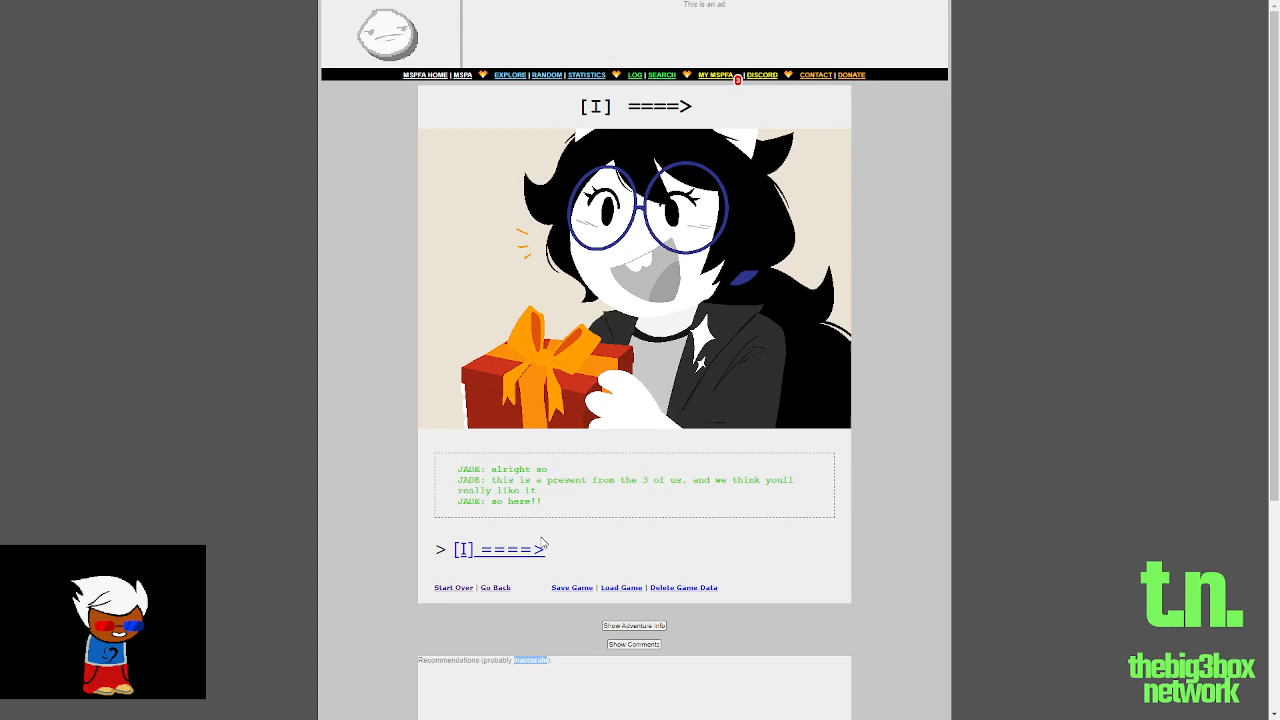 This is an ad.
MSPFA HOME | MSPA EXPLORE | RANDOM | STATISTICS LOG | SEARCH MY MSPFA 3 | DISCORD CONTACT | DONATE
[I] ====>
JADE: alright so
JADE: this is a present from the 3 of us, and we think youll
really like it
JADE: so here!!
> [I] ====>
Start Over | Go Back Save Game | Load Game | Delete Game Data
Show Adventure Info
Show Comments
Recommendations (probably inaccurate):
tn.
thebig3box
network